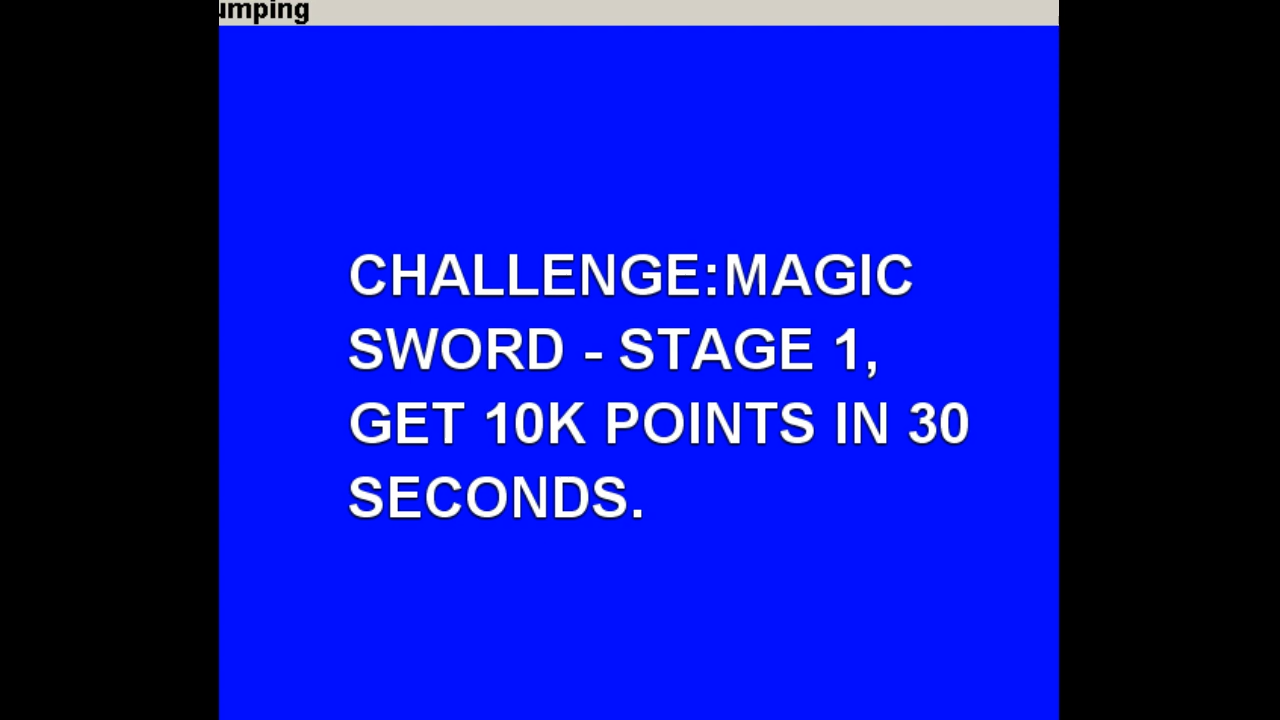 umping
CHALLENGE:MAGIC
SWORD - STAGE 1,
GET 10K POINTS IN 30
SECONDS.